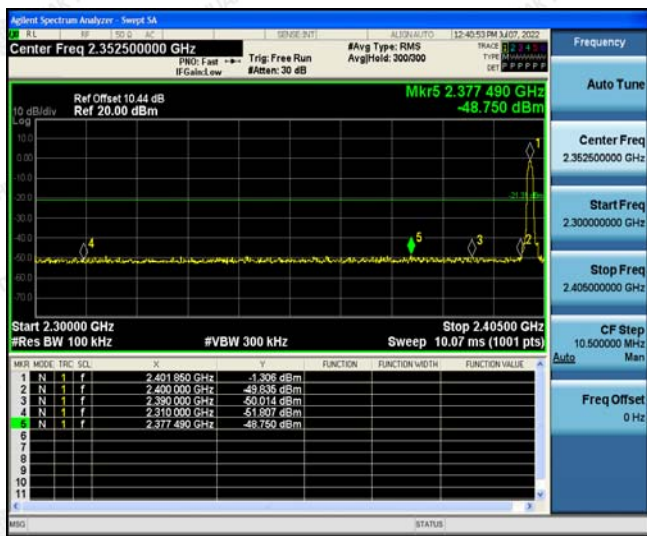 Agilent Spectrum Analyzer - Swept SA
RL RF 50 Ω AC SENSE:INT ALIGN AUTO 12:40:53 PM Jul 07, 2022
Center Freq 2.352500000 GHz
PNO: Fast
IFGain:Low
Trig: Free Run
#Atten: 30 dB
#Avg Type: RMS
Avg|Hold: 300/300
TRACE 1 2 3 4 5 6
TYPE M
DET P P P P P P
Frequency
Auto Tune
Mkr5 2.377 490 GHz
-48.750 dBm
Ref Offset 10.44 dB
10 dB/div Ref 20.00 dBm
Log
10.0
0.00
-10.0
-20.0
-30.0
-40.0
-50.0
-60.0
-70.0
1
4
5
3
2
Center Freq
2.352500000 GHz
Start Freq
2.300000000 GHz
Stop Freq
2.405000000 GHz
CF Step
10.500000 MHz
Auto Man
Freq Offset
0 Hz
Start 2.30000 GHz Stop 2.40500 GHz
#Res BW 100 kHz #VBW 300 kHz Sweep 10.07 ms (1001 pts)
MKR MODE TRC SCL X Y FUNCTION FUNCTION WIDTH FUNCTION VALUE
1 N 1 f 2.401 850 GHz -1.306 dBm
2 N 1 f 2.400 000 GHz -49.835 dBm
3 N 1 f 2.390 000 GHz -50.014 dBm
4 N 1 f 2.310 000 GHz -51.807 dBm
5 N 1 f 2.377 490 GHz -48.750 dBm
6
7
8
9
10
11
MSG STATUS